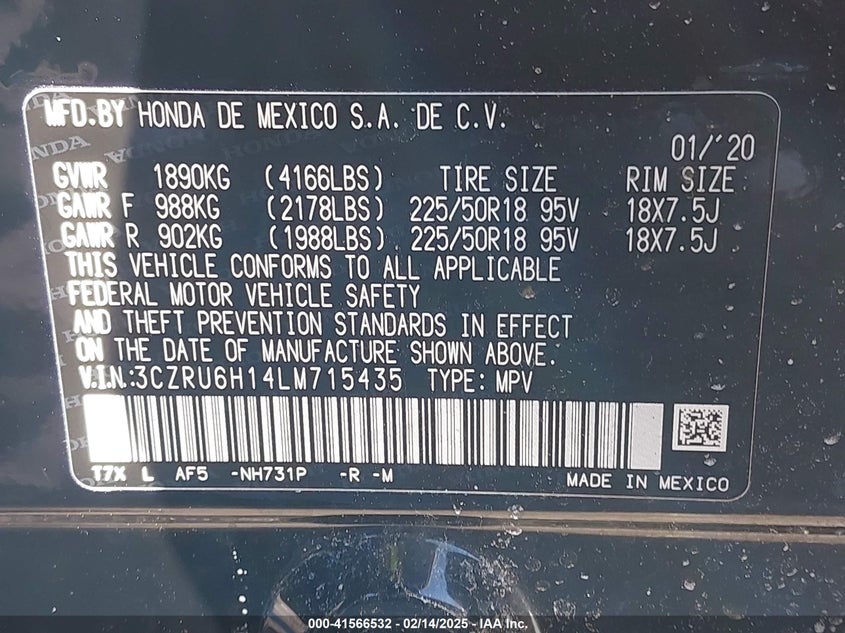 MFD.BY HONDA DE MEXICO S.A. DE C.V.
01/'20
GVWR 1890KG (4166LBS) TIRE SIZE RIM SIZE
GAWR F 988KG (2178LBS) 225/50R18 95V 18X7.5J
GAWR R 902KG (1988LBS) 225/50R18 95V 18X7.5J
THIS VEHICLE CONFORMS TO ALL APPLICABLE
FEDERAL MOTOR VEHICLE SAFETY
AND THEFT PREVENTION STANDARDS IN EFFECT
ON THE DATE OF MANUFACTURE SHOWN ABOVE.
V.I.N.:3CZRU6H14LM715435 TYPE: MPV
T7X L AF5 -NH731P -R -M MADE IN MEXICO
000-41566532 - 02/14/2025 - IAA Inc.